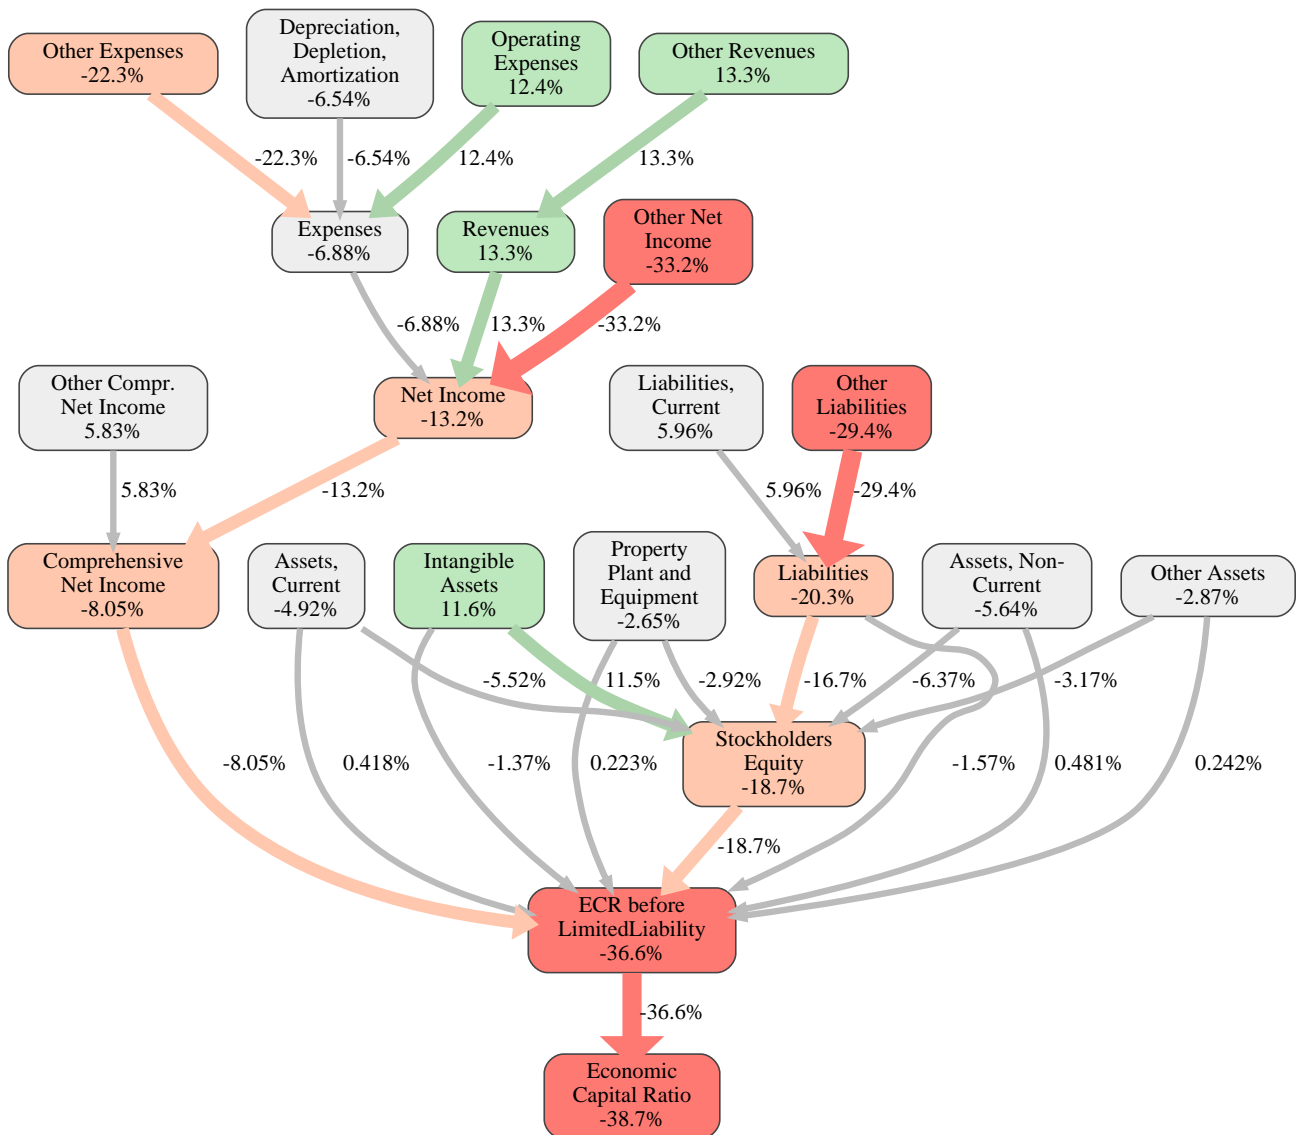 Other Expenses
-22.3%
Depreciation,
Depletion,
Amortization
-6.54%
Operating
Expenses
12.4%
Other Revenues
13.3%
-22.3%
-6.54%
12.4%
13.3%
Expenses
-6.88%
Revenues
13.3%
Other Net
Income
-33.2%
-6.88%
13.3%
-33.2%
Other Compr.
Net Income
5.83%
Net Income
-13.2%
Liabilities,
Current
5.96%
Other
Liabilities
-29.4%
5.83%
-13.2%
5.96%
-29.4%
Comprehensive
Net Income
-8.05%
Assets,
Current
-4.92%
Intangible
Assets
11.6%
Property
Plant and
Equipment
-2.65%
Liabilities
-20.3%
Assets, Non-
Current
-5.64%
Other Assets
-2.87%
-5.52%
11.5%
-2.92%
-16.7%
-6.37%
-3.17%
Stockholders
Equity
-18.7%
-8.05%
0.418%
-1.37%
0.223%
-1.57%
0.481%
0.242%
-18.7%
ECR before
LimitedLiability
-36.6%
-36.6%
Economic
Capital Ratio
-38.7%